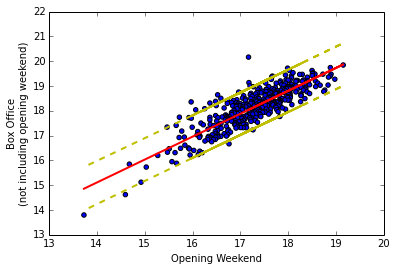 22
21
20
19
18
17
16
15
14
13
Box Office
(not including opening weekend)
13 14 15 16 17 18 19 20
Opening Weekend